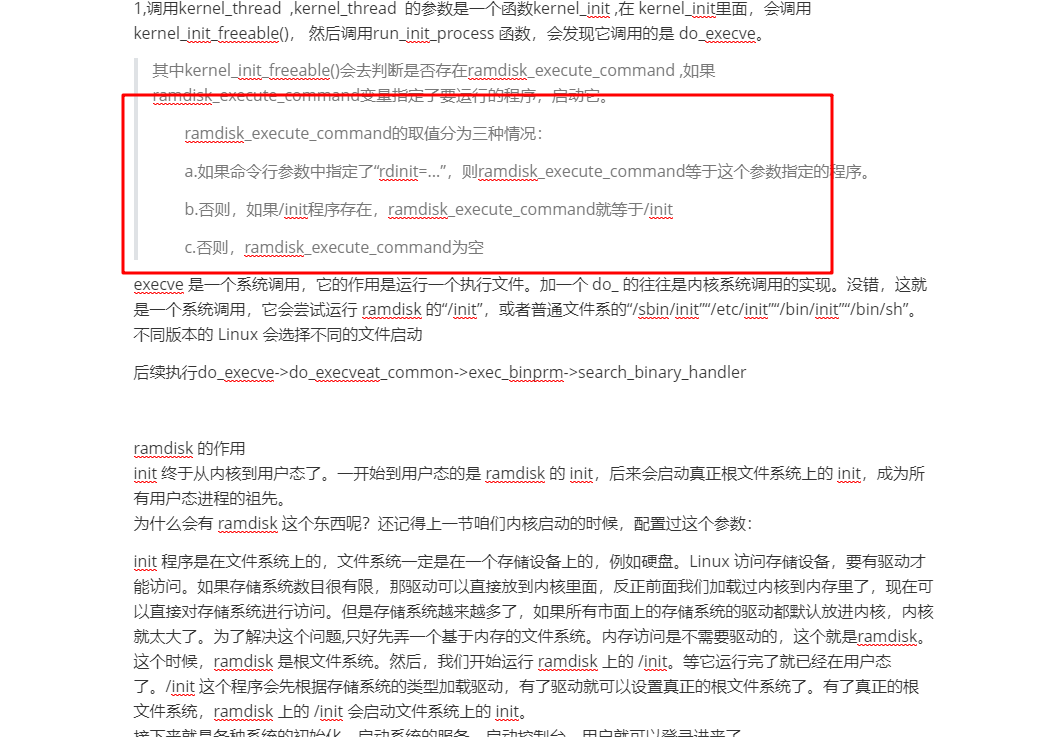 1,调用kernel_thread ,kernel_thread 的参数是一个函数kernel_init ,在 kernel_init里面，会调用
kernel_init_freeable()， 然后调用run_init_process 函数，会发现它调用的是 do_execve。
其中kernel_init_freeable()会去判断是否存在ramdisk_execute_command ,如果
ramdisk_execute_command变量指定了要运行的程序，启动它。
ramdisk_execute_command的取值分为三种情况：
a.如果命令行参数中指定了“rdinit=...”，则ramdisk_execute_command等于这个参数指定的程序。
b.否则，如果/init程序存在，ramdisk_execute_command就等于/init
c.否则，ramdisk_execute_command为空
execve 是一个系统调用，它的作用是运行一个执行文件。加一个 do_ 的往往是内核系统调用的实现。没错，这就
是一个系统调用，它会尝试运行 ramdisk 的“/init”，或者普通文件系的“/sbin/init”“/etc/init”“/bin/init”“/bin/sh”。
不同版本的 Linux 会选择不同的文件启动
后续执行do_execve->do_execveat_common->exec_binprm->search_binary_handler
ramdisk 的作用
init 终于从内核到用户态了。一开始到用户态的是 ramdisk 的 init，后来会启动真正根文件系统上的 init，成为所
有用户态进程的祖先。
为什么会有 ramdisk 这个东西呢？还记得上一节咱们内核启动的时候，配置过这个参数：
init 程序是在文件系统上的，文件系统一定是在一个存储设备上的，例如硬盘。Linux 访问存储设备，要有驱动才
能访问。如果存储系统数目很有限，那驱动可以直接放到内核里面，反正前面我们加载过内核到内存里了，现在可
以直接对存储系统进行访问。但是存储系统越来越多了，如果所有市面上的存储系统的驱动都默认放进内核，内核
就太大了。为了解决这个问题,只好先弄一个基于内存的文件系统。内存访问是不需要驱动的，这个就是ramdisk。
这个时候，ramdisk 是根文件系统。然后，我们开始运行 ramdisk 上的 /init。等它运行完了就已经在用户态
了。/init 这个程序会先根据存储系统的类型加载驱动，有了驱动就可以设置真正的根文件系统了。有了真正的根
文件系统，ramdisk 上的 /init 会启动文件系统上的 init。
接下来就是各种系统的初始化。启动系统的服务，启动控制台，用户就可以登录进来了